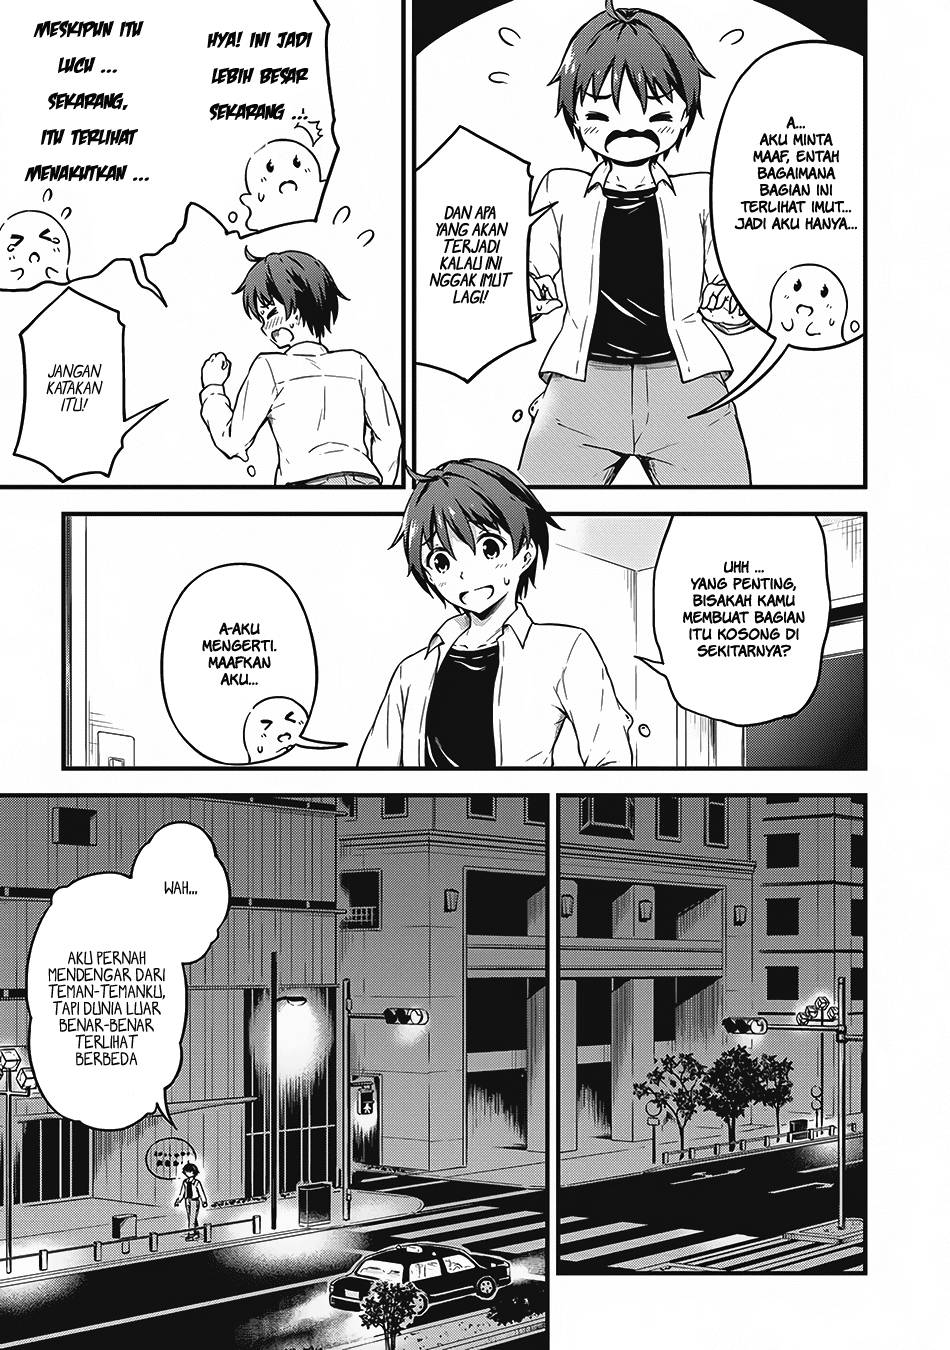 A...
AKU MINTA
MAAF, ENTAH
BAGAIMANA
BAGIAN INI
TERLIHAT IMUT...
JADI AKU HANYA...
DAN APA
YANG AKAN
TERJADI
KALAU INI
NGGAK IMUT
LAGI!
HYA! INI JADI
LEBIH BESAR
SEKARANG ...
MESKIPUN ITU
LUCU ...
SEKARANG,
ITU TERLIHAT
MENAKUTKAN ...
JANGAN
KATAKAN
ITU!
UHH ...
YANG PENTING,
BISAKAH KAMU
MEMBUAT BAGIAN
ITU KOSONG DI
SEKITARNYA?
A-AKU
MENGERTI.
MAAFKAN
AKU...
WAH...
AKU PERNAH
MENDENGAR DARI
TEMAN-TEMANKU,
TAPI DUNIA LUAR
BENAR-BENAR
TERLIHAT
BERBEDA